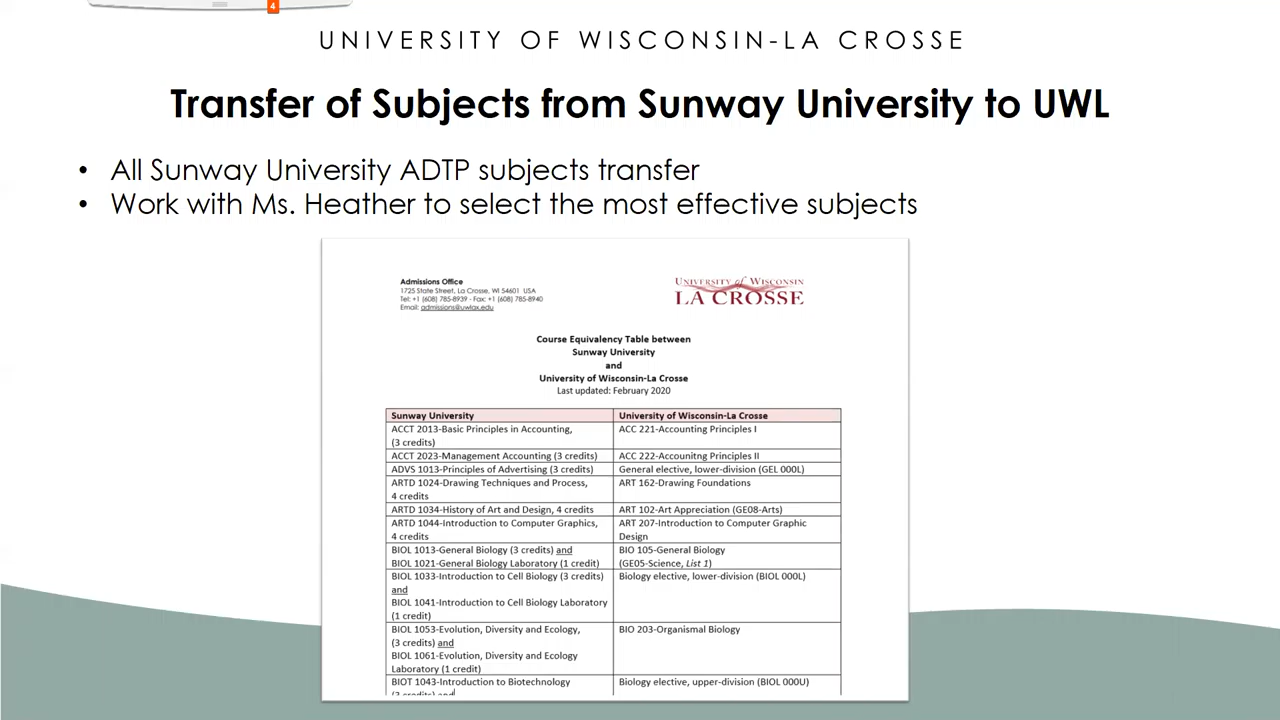 4
UNIVERSITY OF WISCONSIN-LA CROSSE
Transfer of Subjects from Sunway University to UWL
• All Sunway University ADTP subjects transfer
• Work with Ms. Heather to select the most effective subjects
Admissions Office
1725 State Street, La Crosse, WI 54601 USA
Tel: +1 (608) 785-8939 - Fax: +1 (608) 785-8940
Email: admissions@uwlax.edu
UNIVERSITY of WISCONSIN
LA CROSSE
Course Equivalency Table between
Sunway University
and
University of Wisconsin-La Crosse
Last updated: February 2020
Sunway University University of Wisconsin-La Crosse
ACCT 2013-Basic Principles in Accounting, ACC 221-Accounting Principles I
(3 credits)
ACCT 2023-Management Accounting (3 credits) ACC 222-Accounitng Principles II
ADVS 1013-Principles of Advertising (3 credits) General elective, lower-division (GEL 000L)
ARTD 1024-Drawing Techniques and Process, ART 162-Drawing Foundations
4 credits
ARTD 1034-History of Art and Design, 4 credits ART 102-Art Appreciation (GE08-Arts)
ARTD 1044-Introduction to Computer Graphics, ART 207-Introduction to Computer Graphic
4 credits Design
BIOL 1013-General Biology (3 credits) and BIO 105-General Biology
BIOL 1021-General Biology Laboratory (1 credit) (GE05-Science, List 1)
BIOL 1033-Introduction to Cell Biology (3 credits) Biology elective, lower-division (BIOL 000L)
and
BIOL 1041-Introduction to Cell Biology Laboratory
(1 credit)
BIOL 1053-Evolution, Diversity and Ecology, BIO 203-Organismal Biology
(3 credits) and
BIOL 1061-Evolution, Diversity and Ecology
Laboratory (1 credit)
BIOT 1043-Introduction to Biotechnology Biology elective, upper-division (BIOL 000U)
(3 credits) and